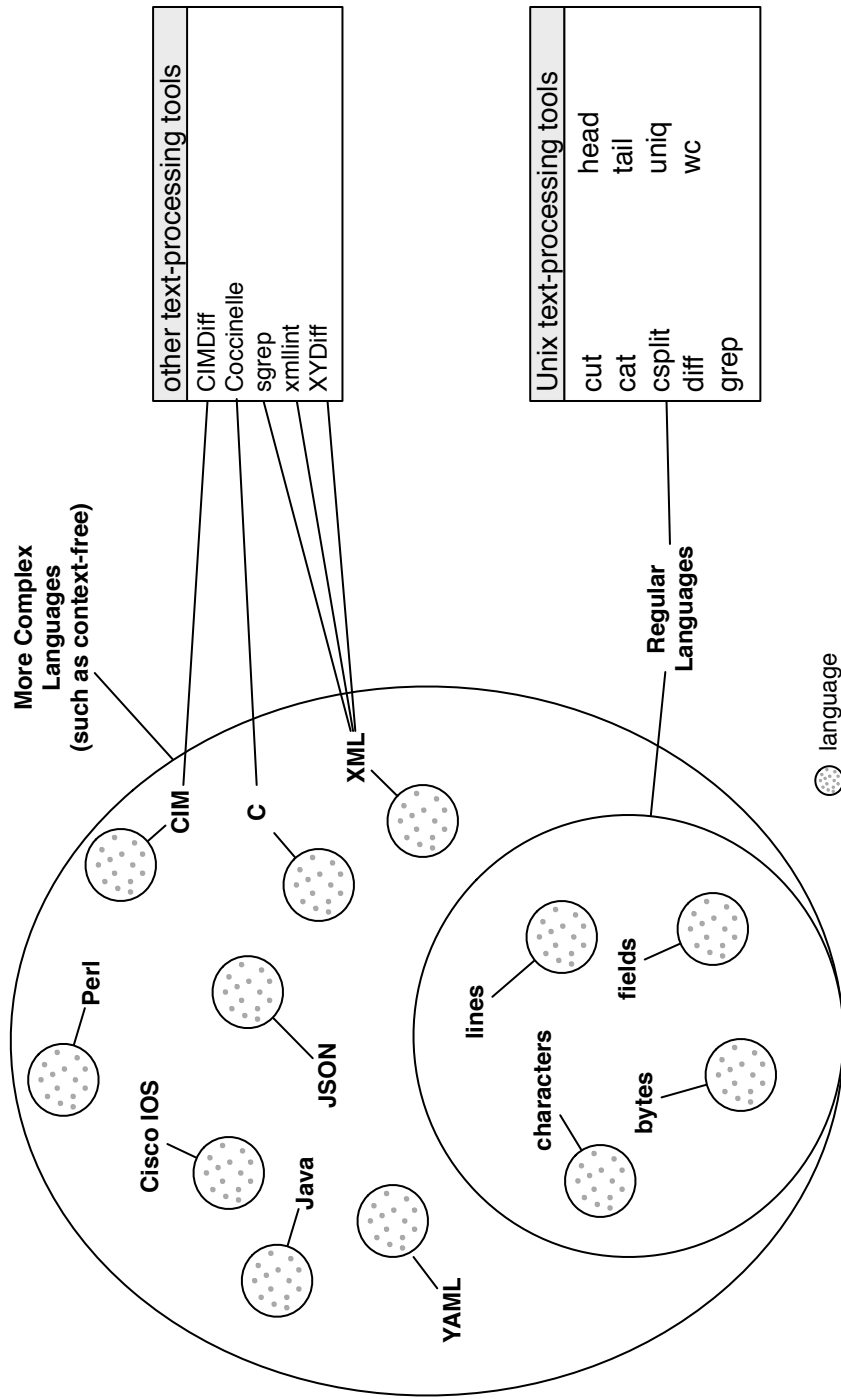 More Complex
Languages
(such as context-free)
other text-processing tools
CIMDiff
Coccinelle
sgrep
xmllint
XYDiff
Perl
CIM
C
XML
Cisco IOS
JSON
Java
YAML
Regular
Languages
Unix text-processing tools
cut head
cat tail
csplit uniq
diff wc
grep
lines
fields
characters
bytes
language